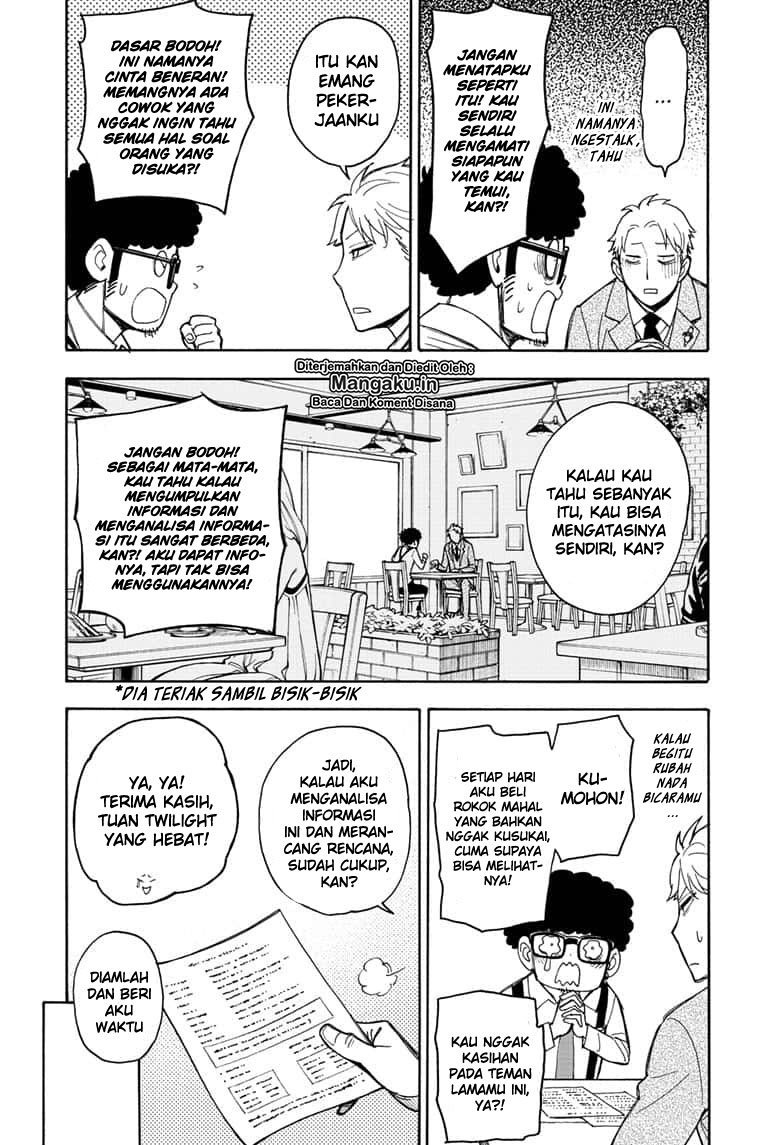 ...
INI
NAMANYA
NGESTALK,
TAHU
JANGAN
MENATAPKU
SEPERTI
ITU! KAU
SENDIRI
SELALU
MENGAMATI
SIAPAPUN
YANG KAU
TEMUI,
KAN?!
ITU KAN
EMANG
PEKER-
JAANKU
DASAR BODOH!
INI NAMANYA
CINTA BENERAN!
MEMANGNYA ADA
COWOK YANG
NGGAK INGIN TAHU
SEMUA HAL SOAL
ORANG YANG
DISUKA?!
Diterjemahkan dan Diedit Oleh:
Mangaku.in
Baca Dan Koment Disana
KALAU KAU
TAHU SEBANYAK
ITU, KAU BISA
MENGATASINYA
SENDIRI, KAN?
JANGAN BODOH!
SEBAGAI MATA-MATA,
KAU TAHU KALAU
MENGUMPULKAN
INFORMASI DAN
MENGANALISA INFORMA-
SI ITU SANGAT BERBEDA,
KAN?! AKU DAPAT INFO-
NYA, TAPI TAK BISA
MENGGUNAKANNYA!
*DIA TERIAK SAMBIL BISIK-BISIK
KALAU
BEGITU
RUBAH
NADA
BICARAMU
...
KU-
MOHON!
SETIAP HARI
AKU BELI
ROKOK MAHAL
YANG BAHKAN
NGGAK KUSUKAI,
CUMA SUPAYA
BISA MELIHAT-
NYA!
KAU NGGAK
KASIHAN
PADA TEMAN
LAMAMU INI,
YA?!
JADI,
KALAU AKU
MENGANALISA
INFORMASI
INI DAN MERAN-
CANG RENCANA,
SUDAH CUKUP,
KAN?
YA, YA!
TERIMA KASIH,
TUAN TWILIGHT
YANG HEBAT!
DIAMLAH
DAN BERI
AKU
WAKTU